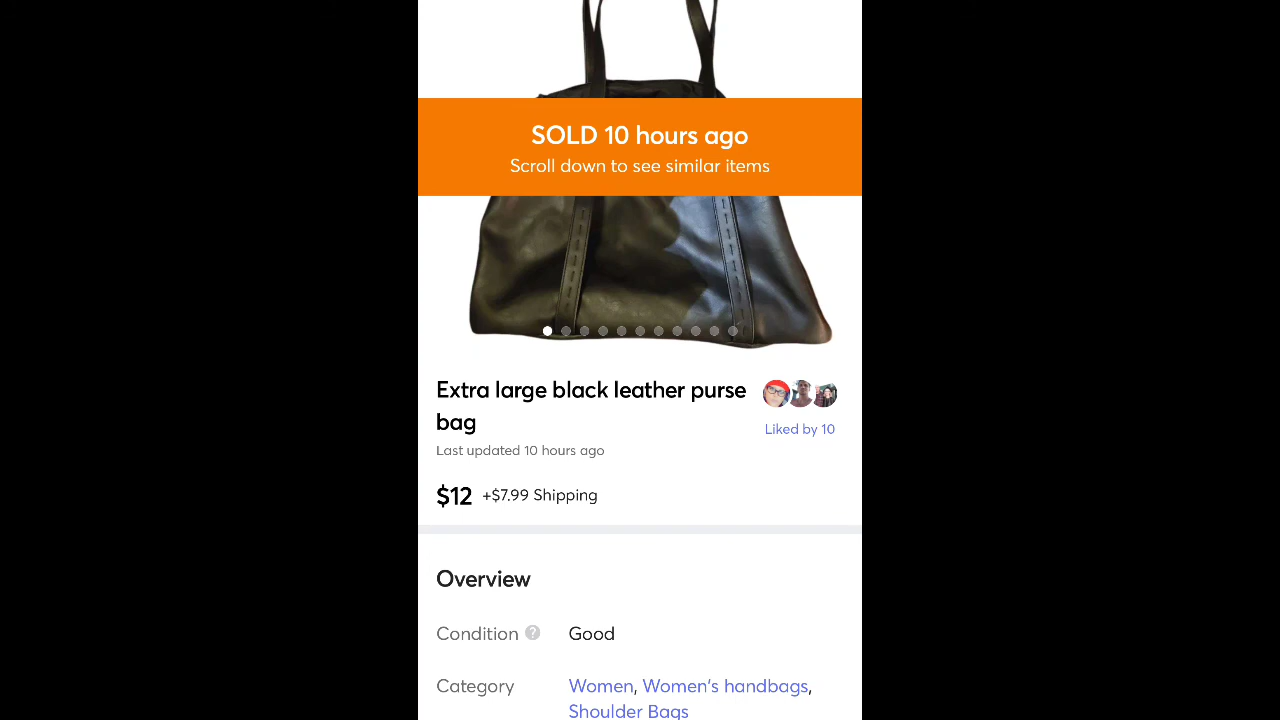 SOLD 10 hours ago
Scroll down to see similar items
Extra large black leather purse
bag
Liked by 10
Last updated 10 hours ago
$12 +$7.99 Shipping
Overview
Condition ? Good
Category Women, Women's handbags,
Shoulder Bags